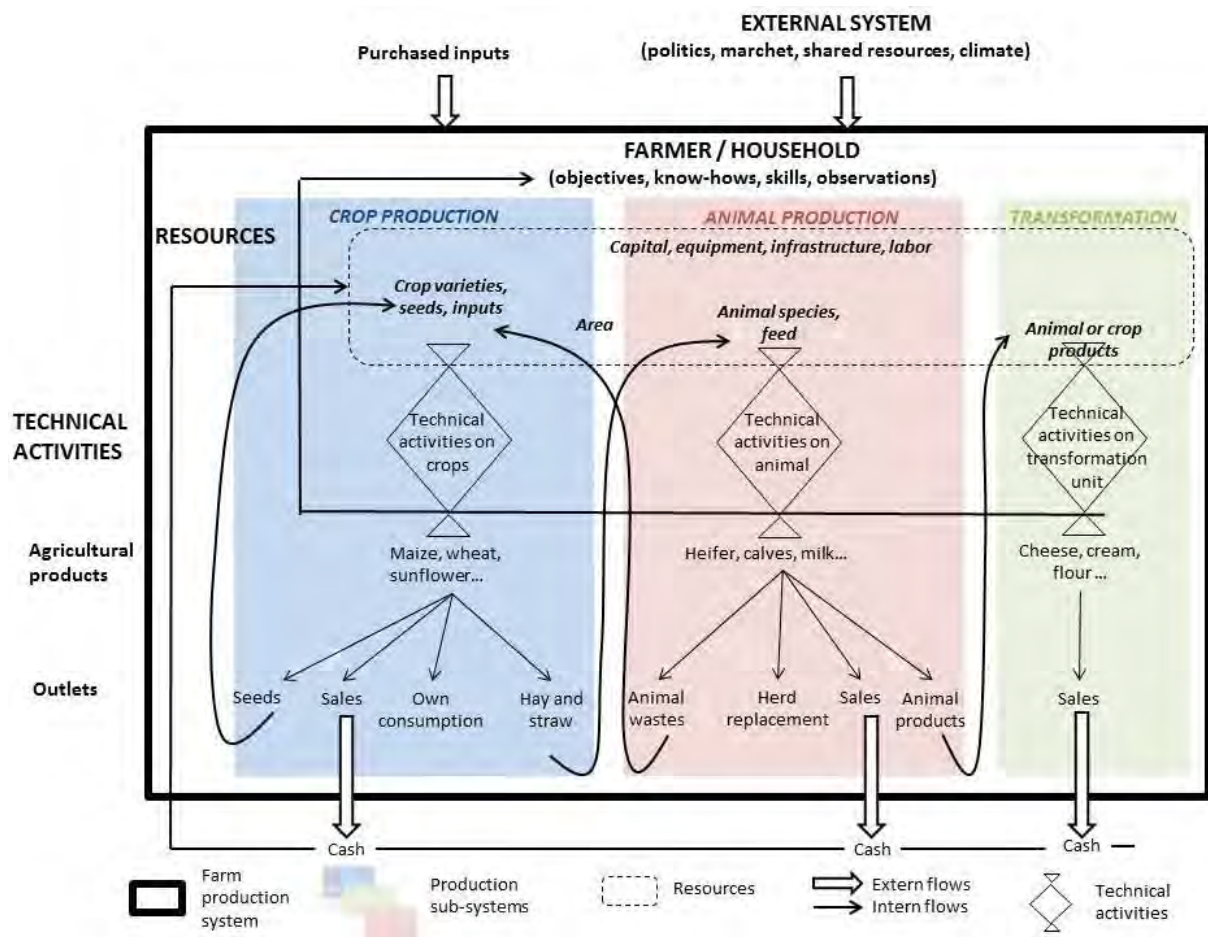 EXTERNAL SYSTEM
(politics, marchet, shared resources, climate)
Purchased inputs
FARMER / HOUSEHOLD
(objectives, know-hows, skills, observations)
CROP PRODUCTION
ANIMAL PRODUCTION
TRANSFORMATION
RESOURCES
Capital, equipment, infrastructure, labor
Crop varieties,
seeds, inputs
Area
Animal species,
feed
Animal or crop
products
TECHNICAL
ACTIVITIES
Technical
activities on
crops
Technical
activities on
animal
Technical
activities on
transformation
unit
Agricultural
products
Maize, wheat,
sunflower...
Heifer, calves, milk...
Cheese, cream,
flour ...
Outlets
Seeds
Sales
Own
consumption
Hay and
straw
Animal
wastes
Herd
replacement
Sales
Animal
products
Sales
Cash
Cash
Cash
Farm
production
system
Production
sub-systems
Resources
Extern flows
Intern flows
Technical
activities